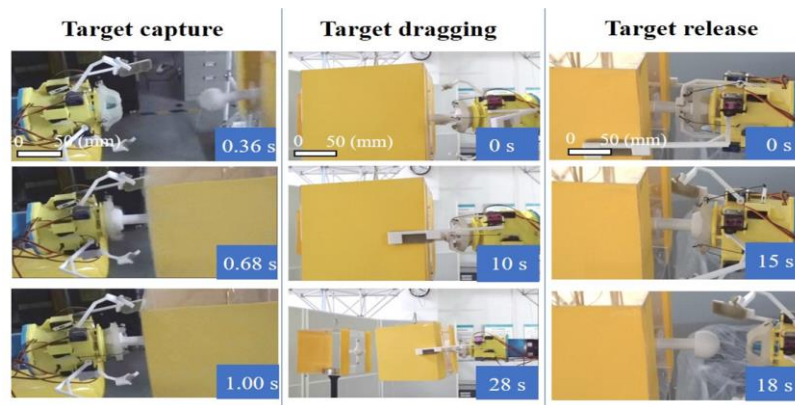 Target capture
Target dragging
Target release
0 50 (mm)
0.36 s
0 50 (mm)
0 s
0 50 (mm)
0 s
0.68 s
10 s
15 s
1.00 s
28 s
18 s